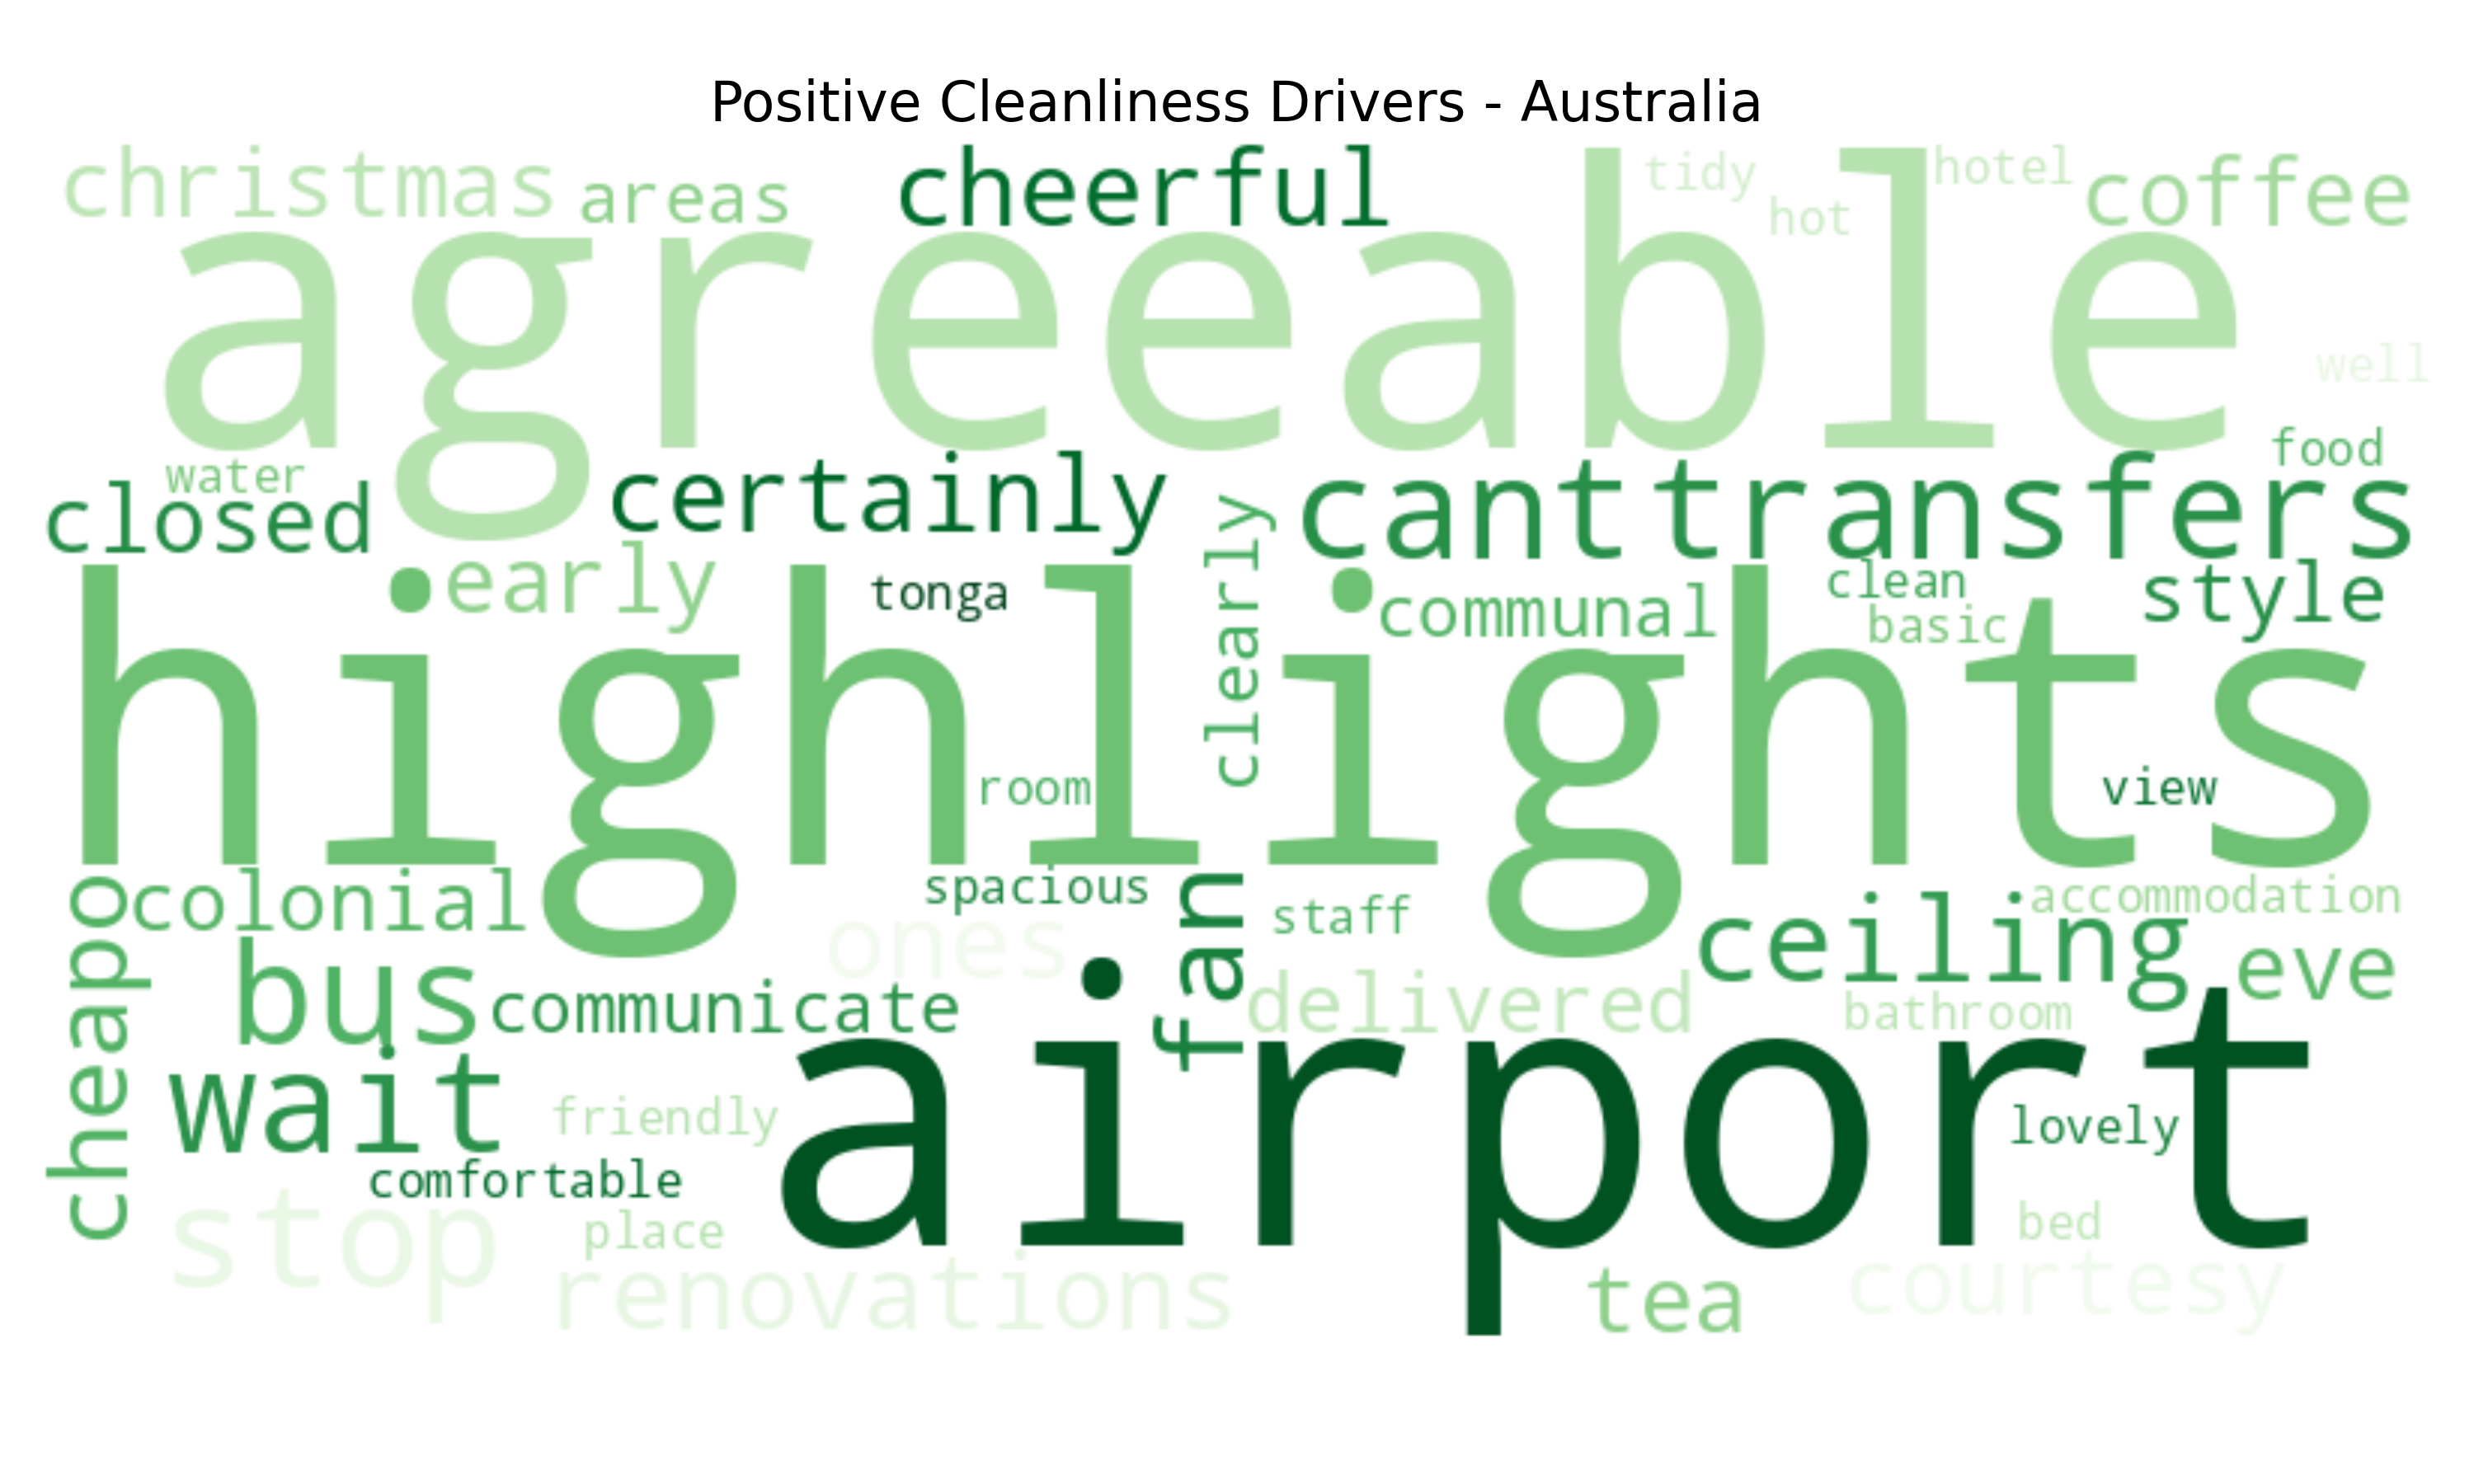 Positive Cleanliness Drivers - Australia
christmas
areas
cheerful
tidy
hot
hotel
coffee
agreeable
well
food
water
closed
certainly
cant
transfers
early
tonga
clearly
communal
clean
basic
style
highlights
room
view
cheapo
colonial
spacious
ones
fan
staff
ceiling
accommodation
eve
bus
communicate
delivered
bathroom
wait
friendly
airport
lovely
comfortable
stop
place
bed
renovations
tea
courtesy